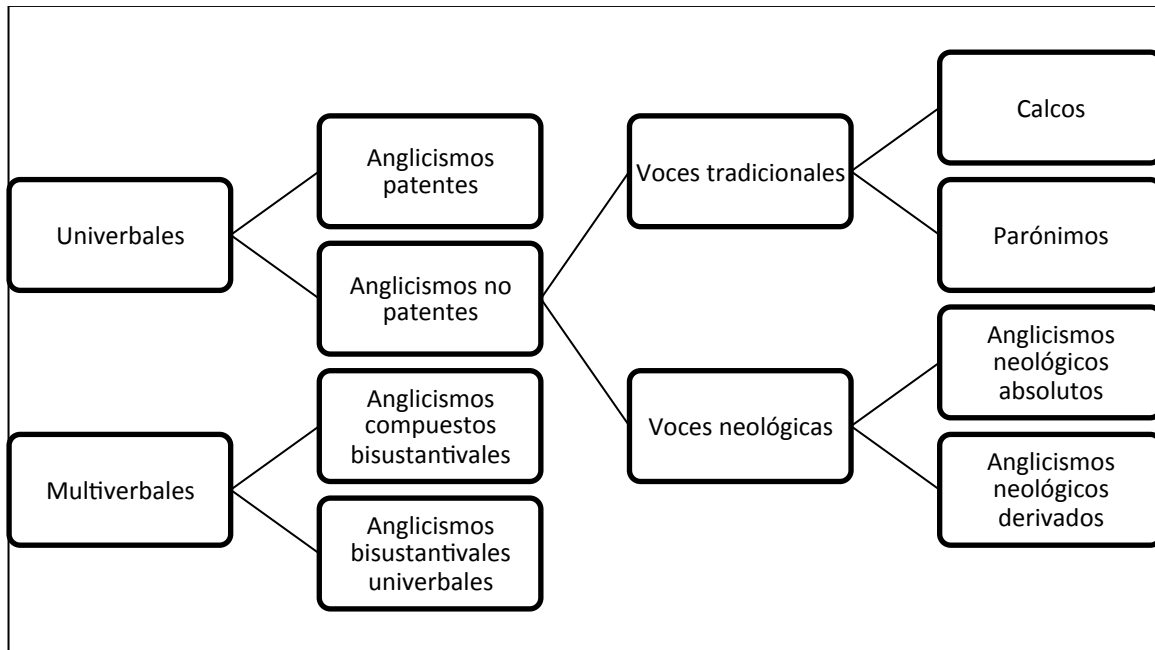 Univerbales
Anglicismos
patentes
Anglicismos no
patentes
Voces tradicionales
Calcos
Parónimos
Voces neológicas
Anglicismos
neológicos
absolutos
Anglicismos
neológicos
derivados
Multiverbales
Anglicismos
compuestos
bisustantivales
Anglicismos
bisustantivales
univerbales